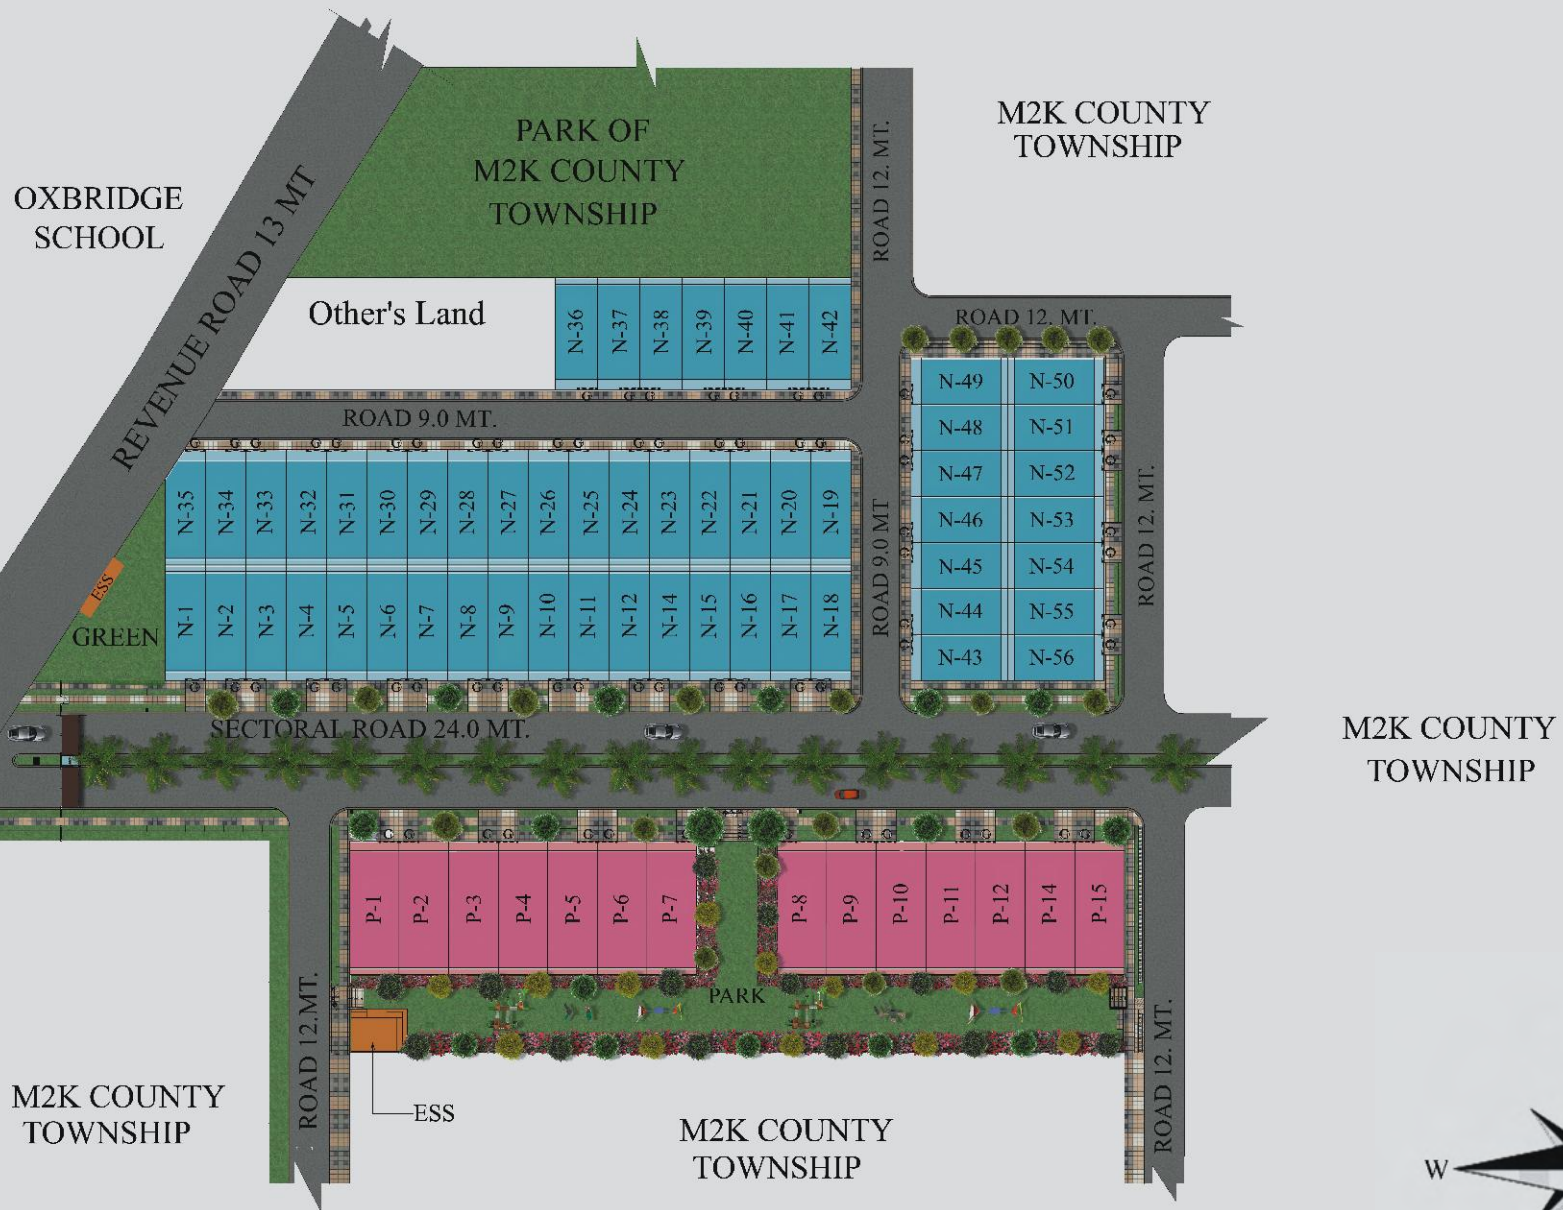 PARK OF
M2K COUNTY
TOWNSHIP
M2K COUNTY
TOWNSHIP
OXBRIDGE
SCHOOL
REVENUE ROAD 13 MT
ROAD 12. MT.
Other's Land
N-36
N-37
N-38
N-39
N-40
N-41
N-42
ROAD 12. MT.
G G G G G G G
ROAD 9.0 MT.
G G G G G G G G G G G G G G G G G
N-35
N-34
N-33
N-32
N-31
N-30
N-29
N-28
N-27
N-26
N-25
N-24
N-23
N-22
N-21
N-20
N-19
N-1
N-2
N-3
N-4
N-5
N-6
N-7
N-8
N-9
N-10
N-11
N-12
N-14
N-15
N-16
N-17
N-18
G G G G G G G G G G G G G G G G G
ESS
GREEN
ROAD 9.0 MT
N-49
N-50
N-48
N-51
N-47
N-52
N-46
N-53
N-45
N-54
N-44
N-55
N-43
N-56
G G G G G G G
G G G G G G G
ROAD 12. MT.
SECTORAL ROAD 24.0 MT.
M2K COUNTY
TOWNSHIP
G G G G G G G
G G G G G G
P-1
P-2
P-3
P-4
P-5
P-6
P-7
P-8
P-9
P-10
P-11
P-12
P-14
P-15
PARK
ROAD 12.MT.
ROAD 12. MT.
ESS
M2K COUNTY
TOWNSHIP
M2K COUNTY
TOWNSHIP
W